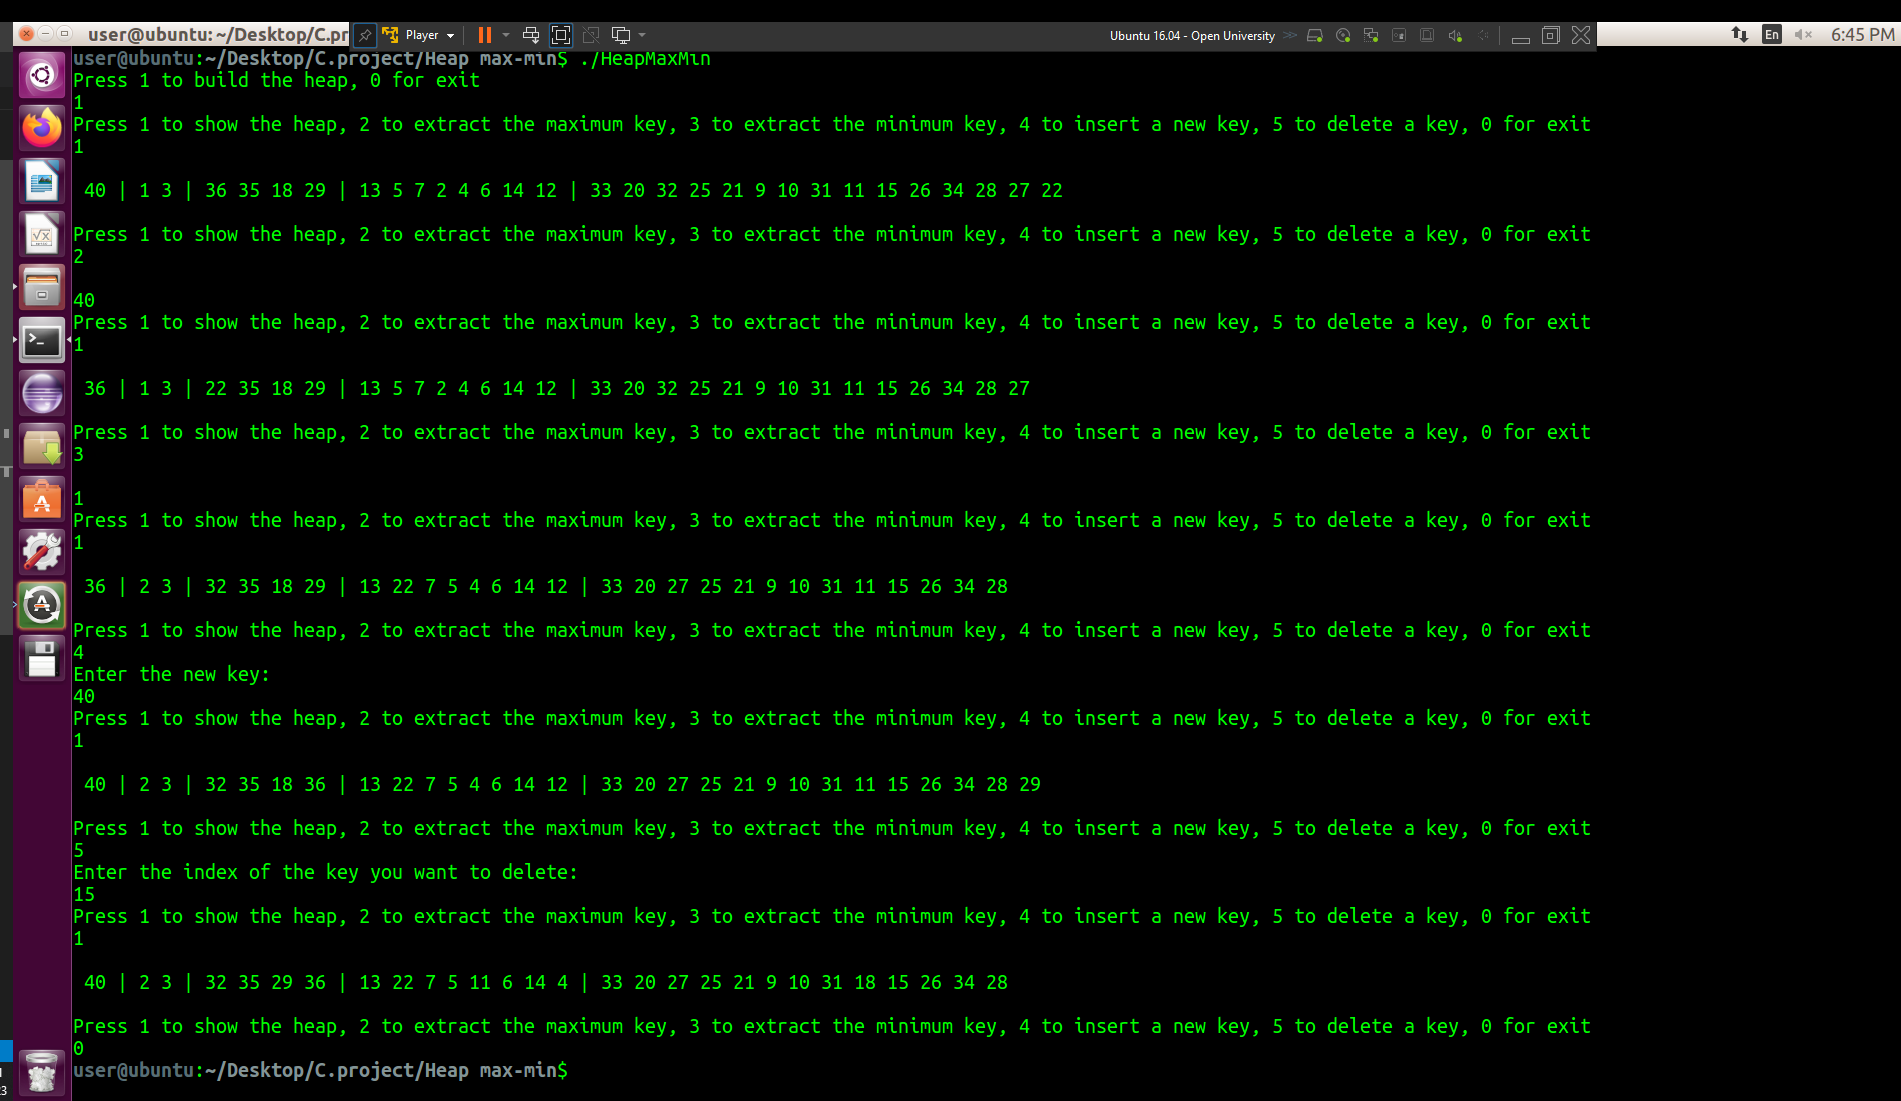 user@ubuntu: ~/Desktop/C.pr
Player
Ubuntu 16.04 - Open University
En
6:45 PM
user@ubuntu:~/Desktop/C.project/Heap max-min$ ./HeapMaxMin
Press 1 to build the heap, 0 for exit
1
Press 1 to show the heap, 2 to extract the maximum key, 3 to extract the minimum key, 4 to insert a new key, 5 to delete a key, 0 for exit
1
40 | 1 3 | 36 35 18 29 | 13 5 7 2 4 6 14 12 | 33 20 32 25 21 9 10 31 11 15 26 34 28 27 22
Press 1 to show the heap, 2 to extract the maximum key, 3 to extract the minimum key, 4 to insert a new key, 5 to delete a key, 0 for exit
2
40
Press 1 to show the heap, 2 to extract the maximum key, 3 to extract the minimum key, 4 to insert a new key, 5 to delete a key, 0 for exit
1
36 | 1 3 | 22 35 18 29 | 13 5 7 2 4 6 14 12 | 33 20 32 25 21 9 10 31 11 15 26 34 28 27
Press 1 to show the heap, 2 to extract the maximum key, 3 to extract the minimum key, 4 to insert a new key, 5 to delete a key, 0 for exit
3
1
Press 1 to show the heap, 2 to extract the maximum key, 3 to extract the minimum key, 4 to insert a new key, 5 to delete a key, 0 for exit
1
36 | 2 3 | 32 35 18 29 | 13 22 7 5 4 6 14 12 | 33 20 27 25 21 9 10 31 11 15 26 34 28
Press 1 to show the heap, 2 to extract the maximum key, 3 to extract the minimum key, 4 to insert a new key, 5 to delete a key, 0 for exit
4
Enter the new key:
40
Press 1 to show the heap, 2 to extract the maximum key, 3 to extract the minimum key, 4 to insert a new key, 5 to delete a key, 0 for exit
1
40 | 2 3 | 32 35 18 36 | 13 22 7 5 4 6 14 12 | 33 20 27 25 21 9 10 31 11 15 26 34 28 29
Press 1 to show the heap, 2 to extract the maximum key, 3 to extract the minimum key, 4 to insert a new key, 5 to delete a key, 0 for exit
5
Enter the index of the key you want to delete:
15
Press 1 to show the heap, 2 to extract the maximum key, 3 to extract the minimum key, 4 to insert a new key, 5 to delete a key, 0 for exit
1
40 | 2 3 | 32 35 29 36 | 13 22 7 5 11 6 14 4 | 33 20 27 25 21 9 10 31 18 15 26 34 28
Press 1 to show the heap, 2 to extract the maximum key, 3 to extract the minimum key, 4 to insert a new key, 5 to delete a key, 0 for exit
0
user@ubuntu:~/Desktop/C.project/Heap max-min$